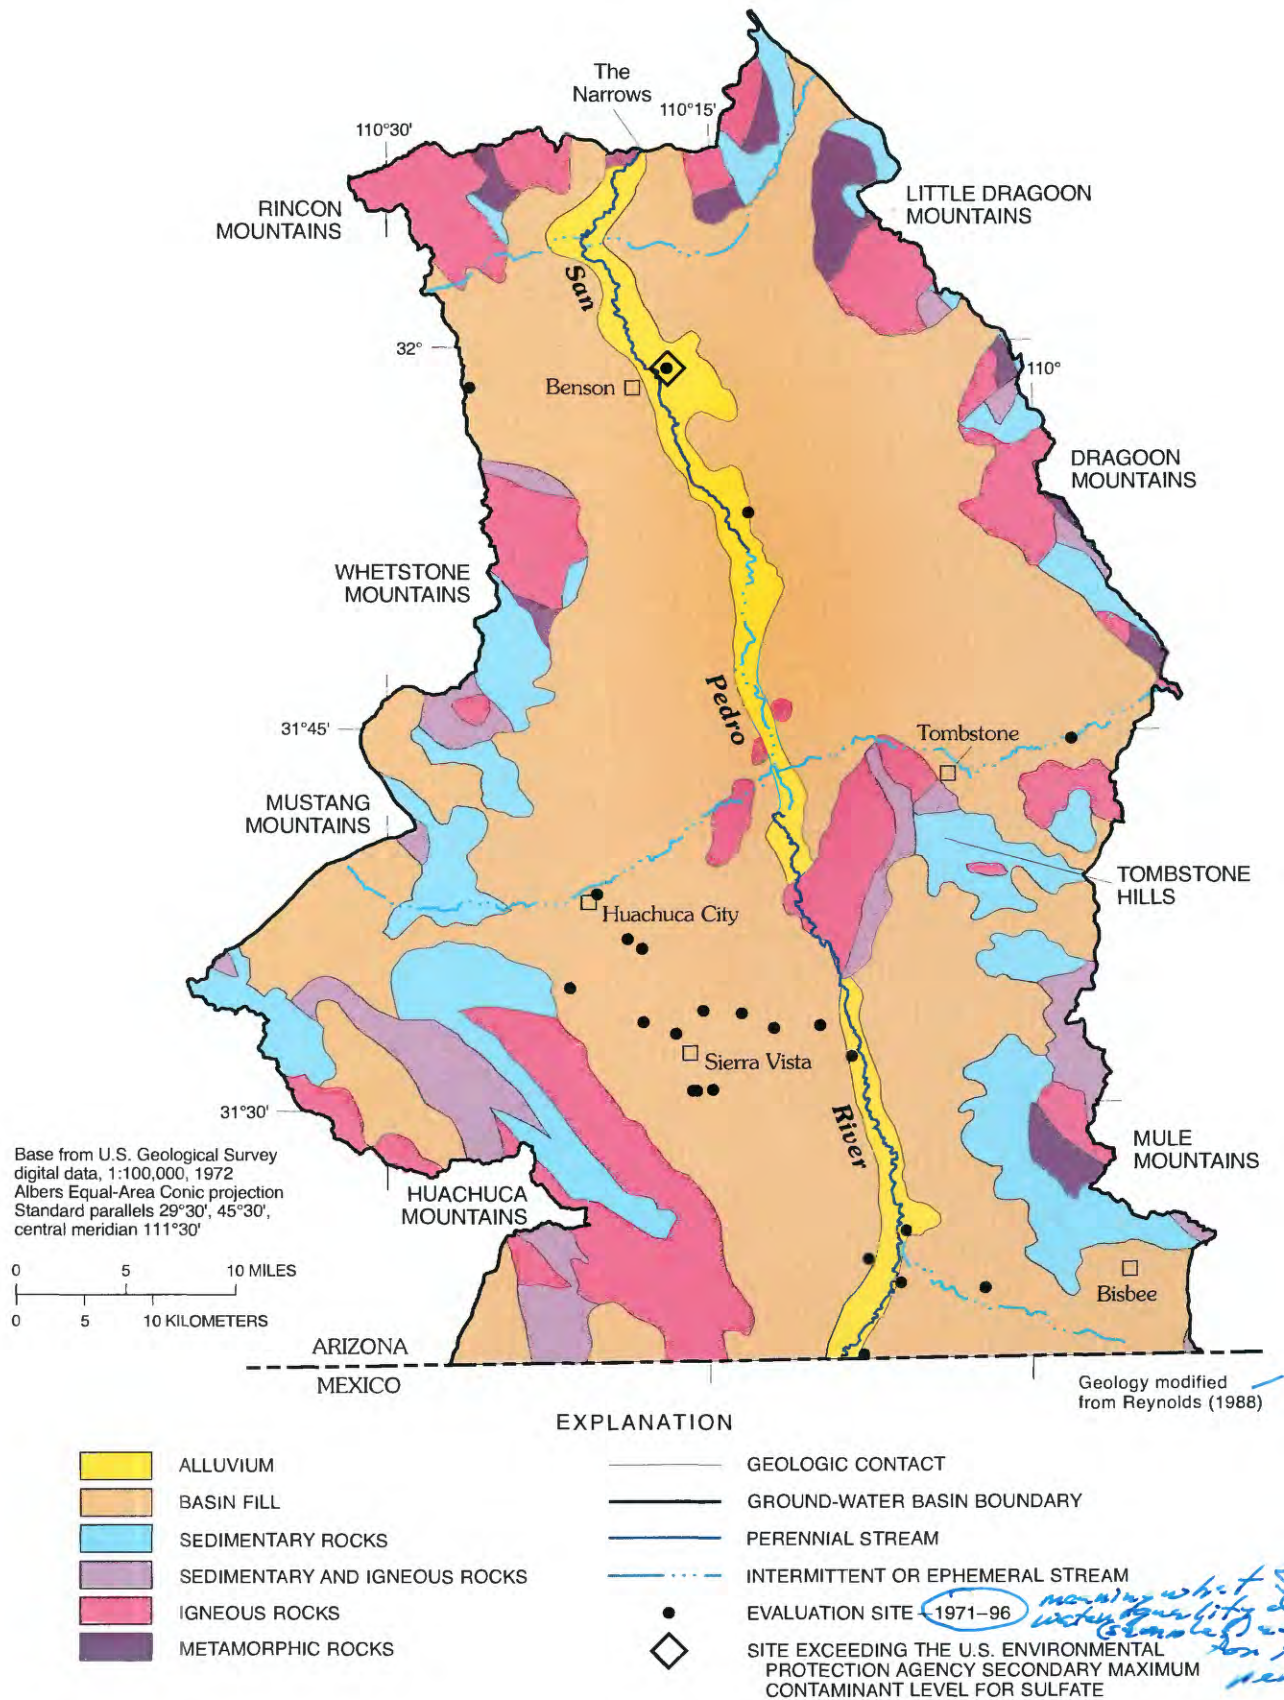 The
Narrows
110°30'
110°15'
RINCON
MOUNTAINS
LITTLE DRAGOON
MOUNTAINS
San
32°
110°
Benson
DRAGOON
MOUNTAINS
WHETSTONE
MOUNTAINS
Pedro
31°45'
Tombstone
MUSTANG
MOUNTAINS
TOMBSTONE
HILLS
Huachuca City
Sierra Vista
31°30'
River
MULE
MOUNTAINS
Base from U.S. Geological Survey
digital data, 1:100,000, 1972
Albers Equal-Area Conic projection
Standard parallels 29°30', 45°30',
central meridian 111°30'
HUACHUCA
MOUNTAINS
0 5 10 MILES
0 5 10 KILOMETERS
Bisbee
ARIZONA
MEXICO
Geology modified
from Reynolds (1988)
EXPLANATION
ALLUVIUM
BASIN FILL
SEDIMENTARY ROCKS
SEDIMENTARY AND IGNEOUS ROCKS
IGNEOUS ROCKS
METAMORPHIC ROCKS
GEOLOGIC CONTACT
GROUND-WATER BASIN BOUNDARY
PERENNIAL STREAM
INTERMITTENT OR EPHEMERAL STREAM
EVALUATION SITE—1971–96
meaning what
water quality
(samples)
SITE EXCEEDING THE U.S. ENVIRONMENTAL
PROTECTION AGENCY SECONDARY MAXIMUM
CONTAMINANT LEVEL FOR SULFATE